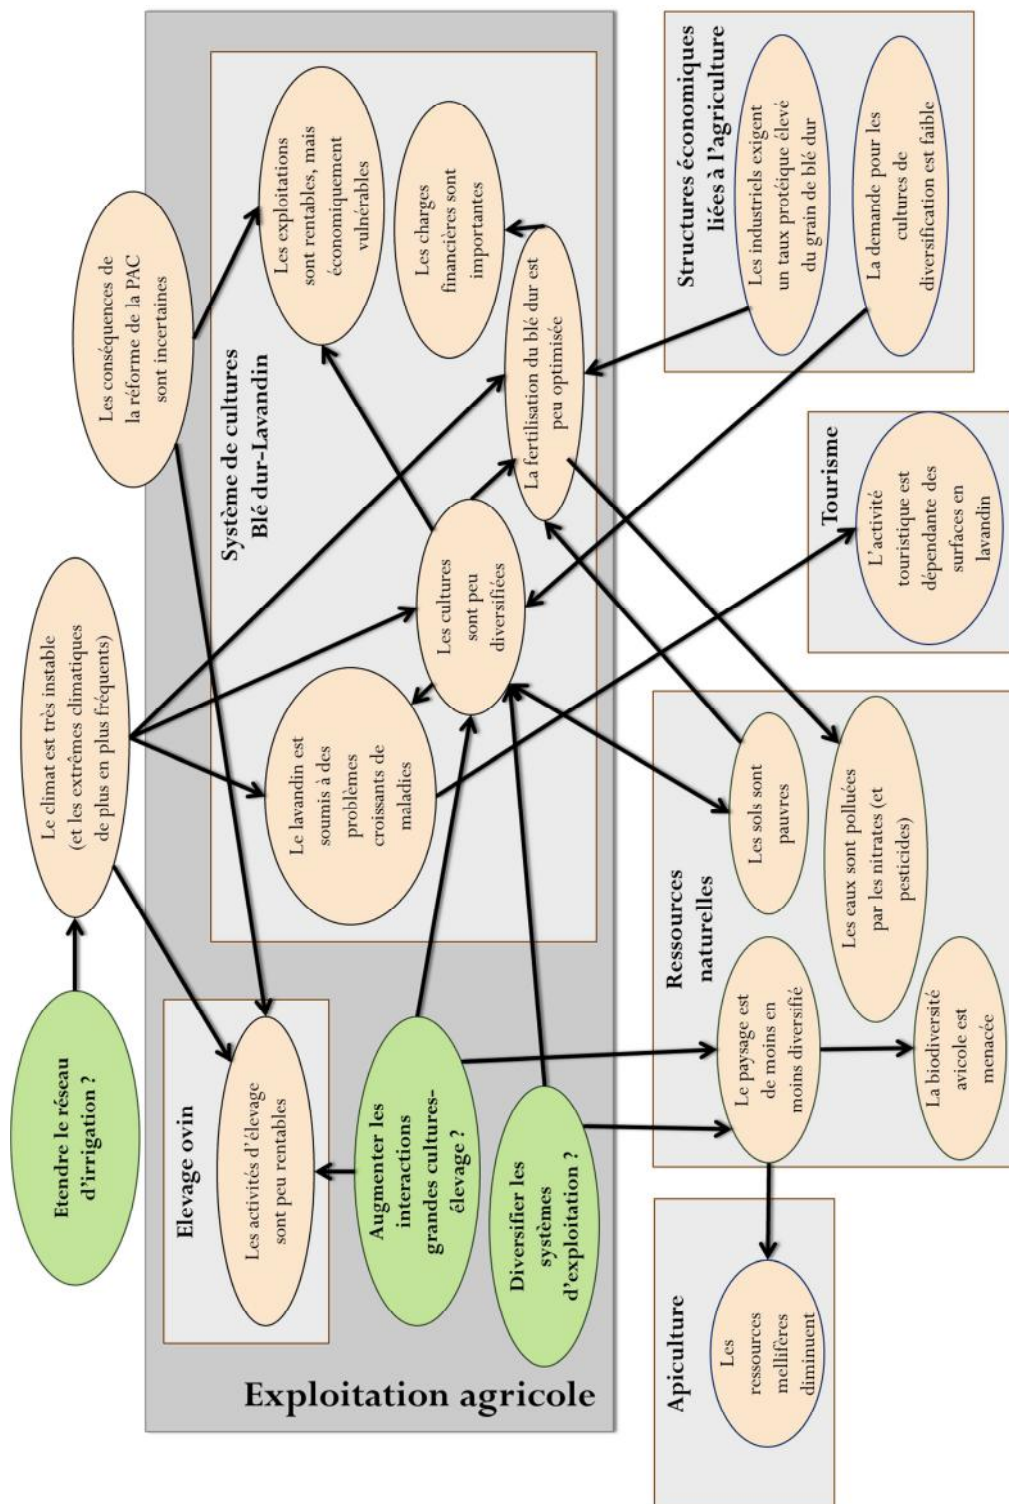 Etendre le réseau
d'irrigation ?
Le climat est très instable
(et les extrêmes climatiques
de plus en plus fréquents)
Les conséquences de
la réforme de la PAC
sont incertaines
Exploitation agricole
Elevage ovin
Les activités d'élevage
sont peu rentables
Augmenter les
interactions
grandes cultures-
élevage ?
Diversifier les
systèmes
d'exploitation ?
Système de cultures
Blé dur-Lavandin
Le lavandin est
soumis à des
problèmes
croissants de
maladies
Les exploitations
sont rentables, mais
économiquement
vulnérables
Les cultures
sont peu
diversifiées
Les charges
financières sont
importantes
La fertilisation du blé dur est
peu optimisée
Apiculture
Les
ressources
mellifères
diminuent
Ressources
naturelles
Le paysage est
de moins en
moins diversifié
Les sols sont
pauvres
Les eaux sont polluées
par les nitrates (et
pesticides)
La biodiversité
avicole est
menacée
Tourisme
L'activité
touristique est
dépendante des
surfaces en
lavandin
Structures économiques
liées à l'agriculture
Les industriels exigent
un taux protéique élevé
du grain de blé dur
La demande pour les
cultures de
diversification est faible